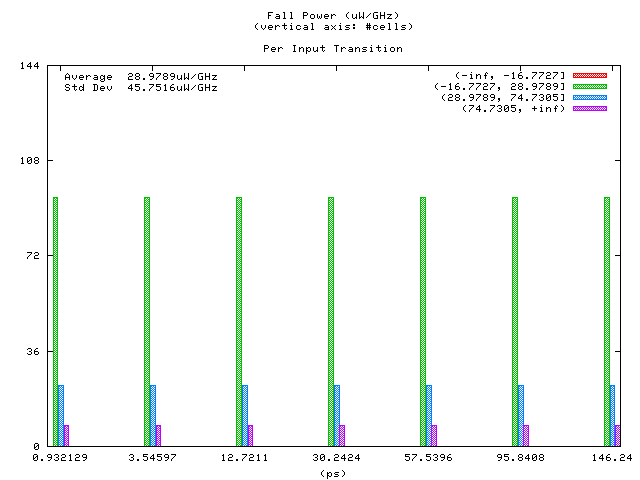 Fall Power (uW/GHz)
(vertical axis: #cells)
Per Input Transition
144
Average 28.9789uW/GHz
Std Dev 45.7516uW/GHz
(-inf, -16.7727]
(-16.7727, 28.9789]
(28.9789, 74.7305]
(74.7305, +inf)
108
72
36
0
0.932129 3.54597 12.7211 30.2424 57.5396 95.8408 146.24
(ps)